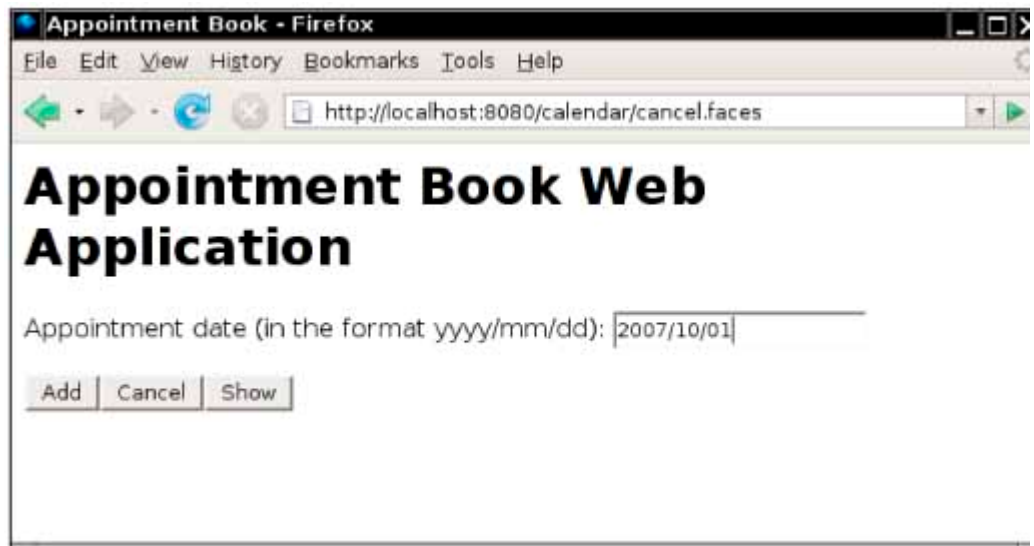 Appointment Book - Firefox
File Edit View History Bookmarks Tools Help
http://localhost:8080/calendar/cancel.faces
Appointment Book Web
Application
Appointment date (in the format yyyy/mm/dd): 2007/10/01
Add Cancel Show